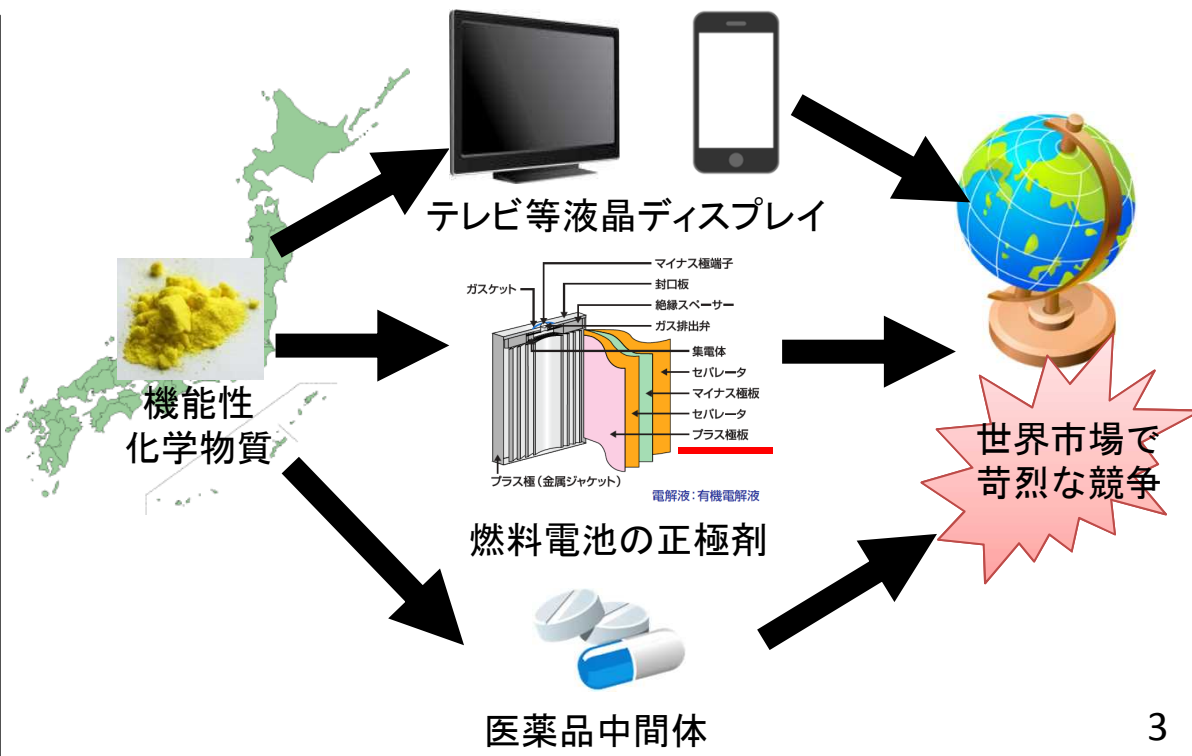 テレビ等液晶ディスプレイ
機能性
化学物質
マイナス極端子
ガスケット
封口板
絶縁スペーサー
ガス排出弁
集電体
セパレータ
マイナス極板
セパレータ
プラス極板
プラス極（金属ジャケット）
電解液：有機電解液
燃料電池の正極剤
世界市場で
苛烈な競争
医薬品中間体
3